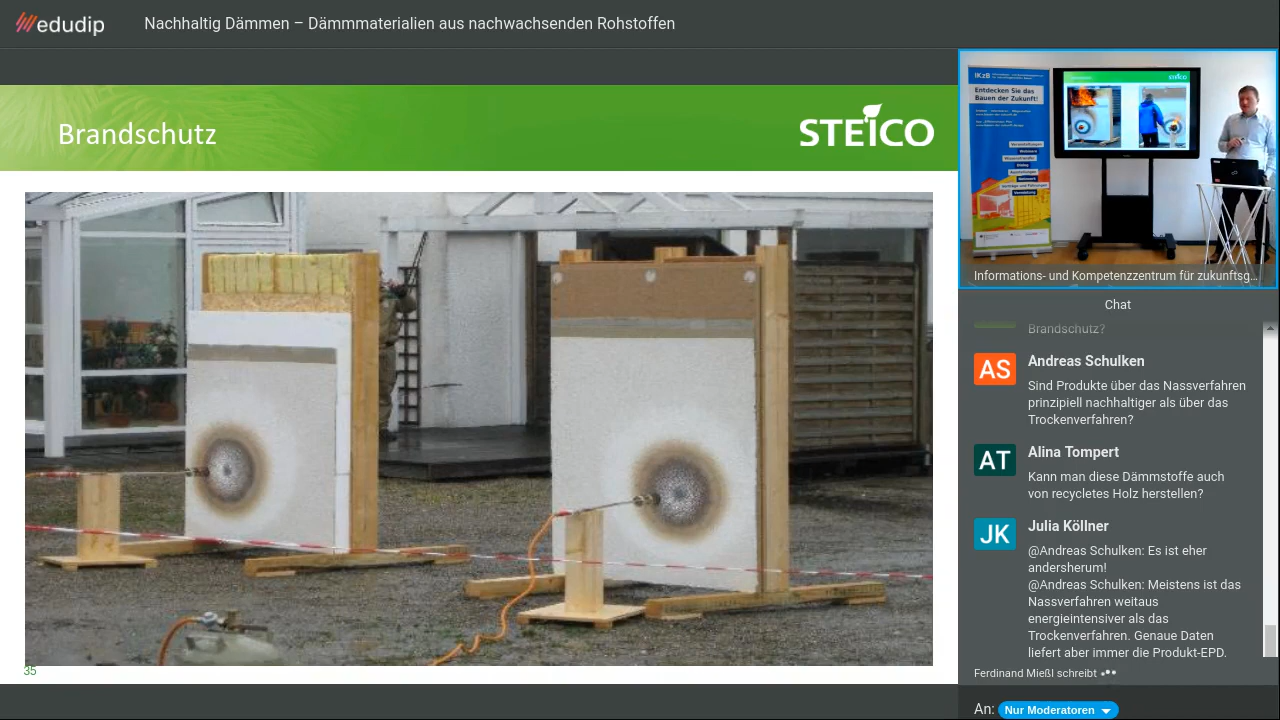 edudip
Nachhaltig Dämmen – Dämmmaterialien aus nachwachsenden Rohstoffen
Brandschutz
STEICO
35
IKzB
Entdecken Sie das
Bauen der Zukunft!
STEICO
Informations- und Kompetenzzentrum für zukunftsg...
Chat
Brandschutz?
AS
Andreas Schulken
Sind Produkte über das Nassverfahren
prinzipiell nachhaltiger als über das
Trockenverfahren?
AT
Alina Tompert
Kann man diese Dämmstoffe auch
von recycletes Holz herstellen?
JK
Julia Köllner
@Andreas Schulken: Es ist eher
andersherum!
@Andreas Schulken: Meistens ist das
Nassverfahren weitaus
energieintensiver als das
Trockenverfahren. Genaue Daten
liefert aber immer die Produkt-EPD.
Ferdinand Mießl schreibt
An: Nur Moderatoren